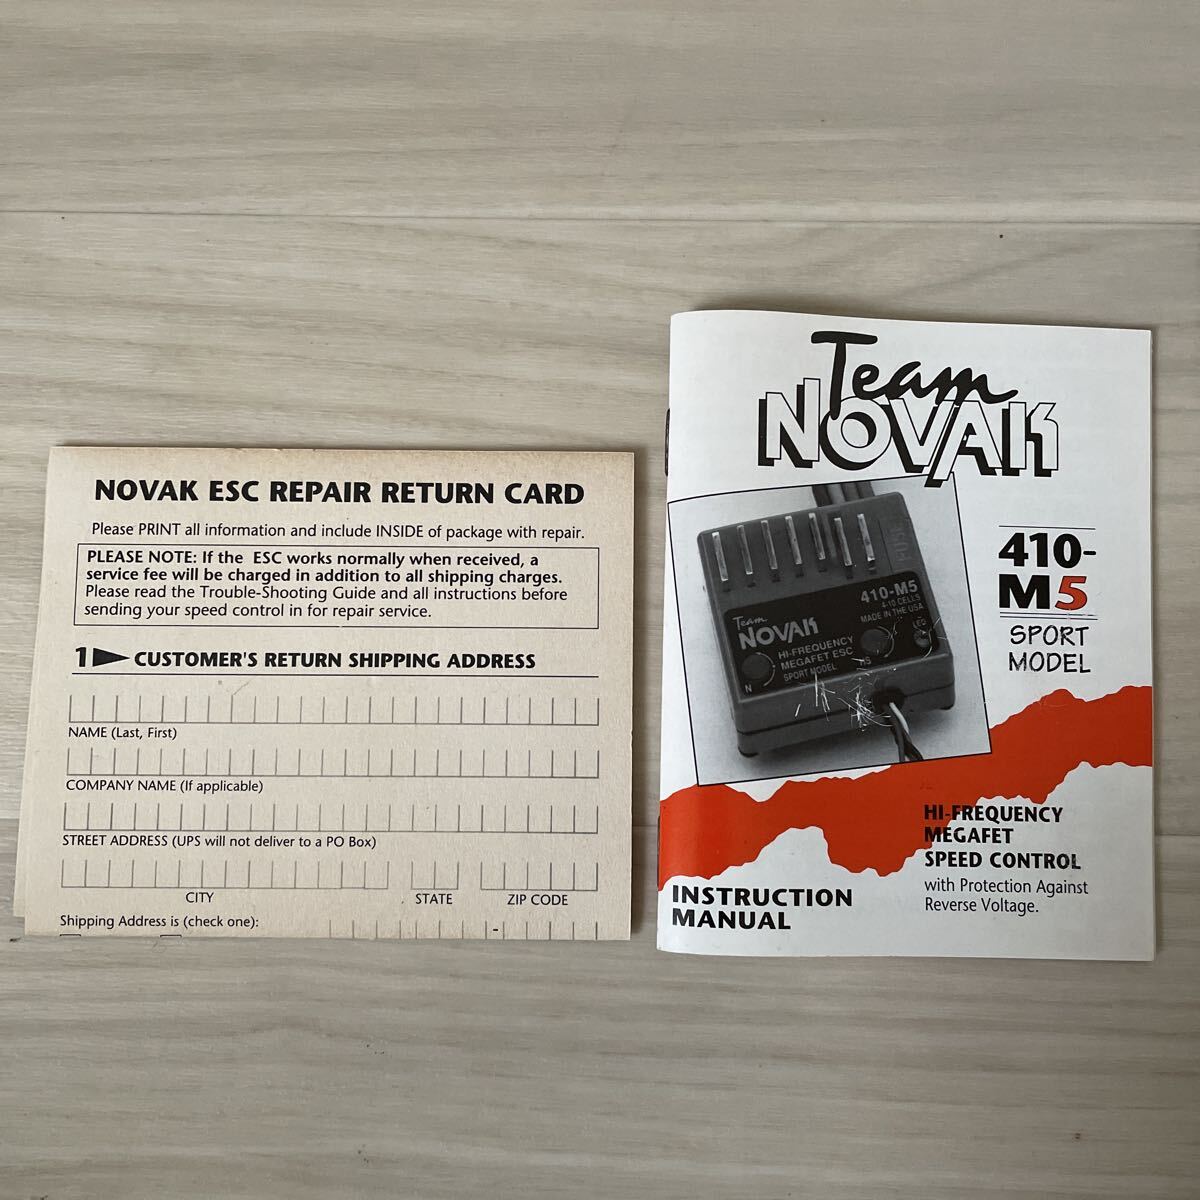 NOVAK ESC REPAIR RETURN CARD
Please PRINT all information and include INSIDE of package with repair.
PLEASE NOTE: If the ESC works normally when received, a
service fee will be charged in addition to all shipping charges.
Please read the Trouble-Shooting Guide and all instructions before
sending your speed control in for repair service.
1 CUSTOMER'S RETURN SHIPPING ADDRESS
NAME (Last, First)
COMPANY NAME (If applicable)
STREET ADDRESS (UPS will not deliver to a PO Box)
CITY STATE ZIP CODE
Shipping Address is (check one):
-
Team
NOVAK
410-
M5
SPORT
MODEL
410-M5
4-10 CELLS
MADE IN THE USA
Team
NOVAK
HI-FREQUENCY
MEGAFET ESC
SPORT MODEL
LED
N
HI-FREQUENCY
MEGAFET
SPEED CONTROL
with Protection Against
Reverse Voltage.
INSTRUCTION
MANUAL